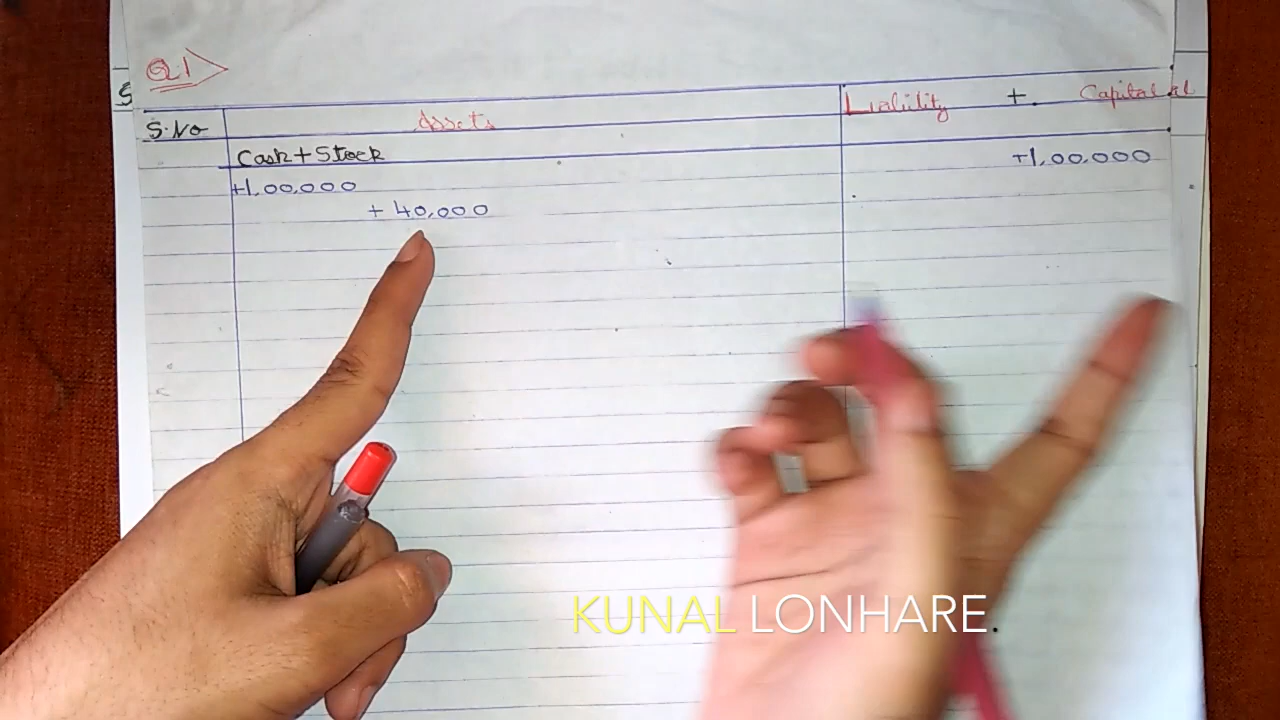 Q1
S.No Assets Liability + Capital
Cash + Stock
+1,00,000
+1,00,000
+ 40,000
KUNAL LONHARE.